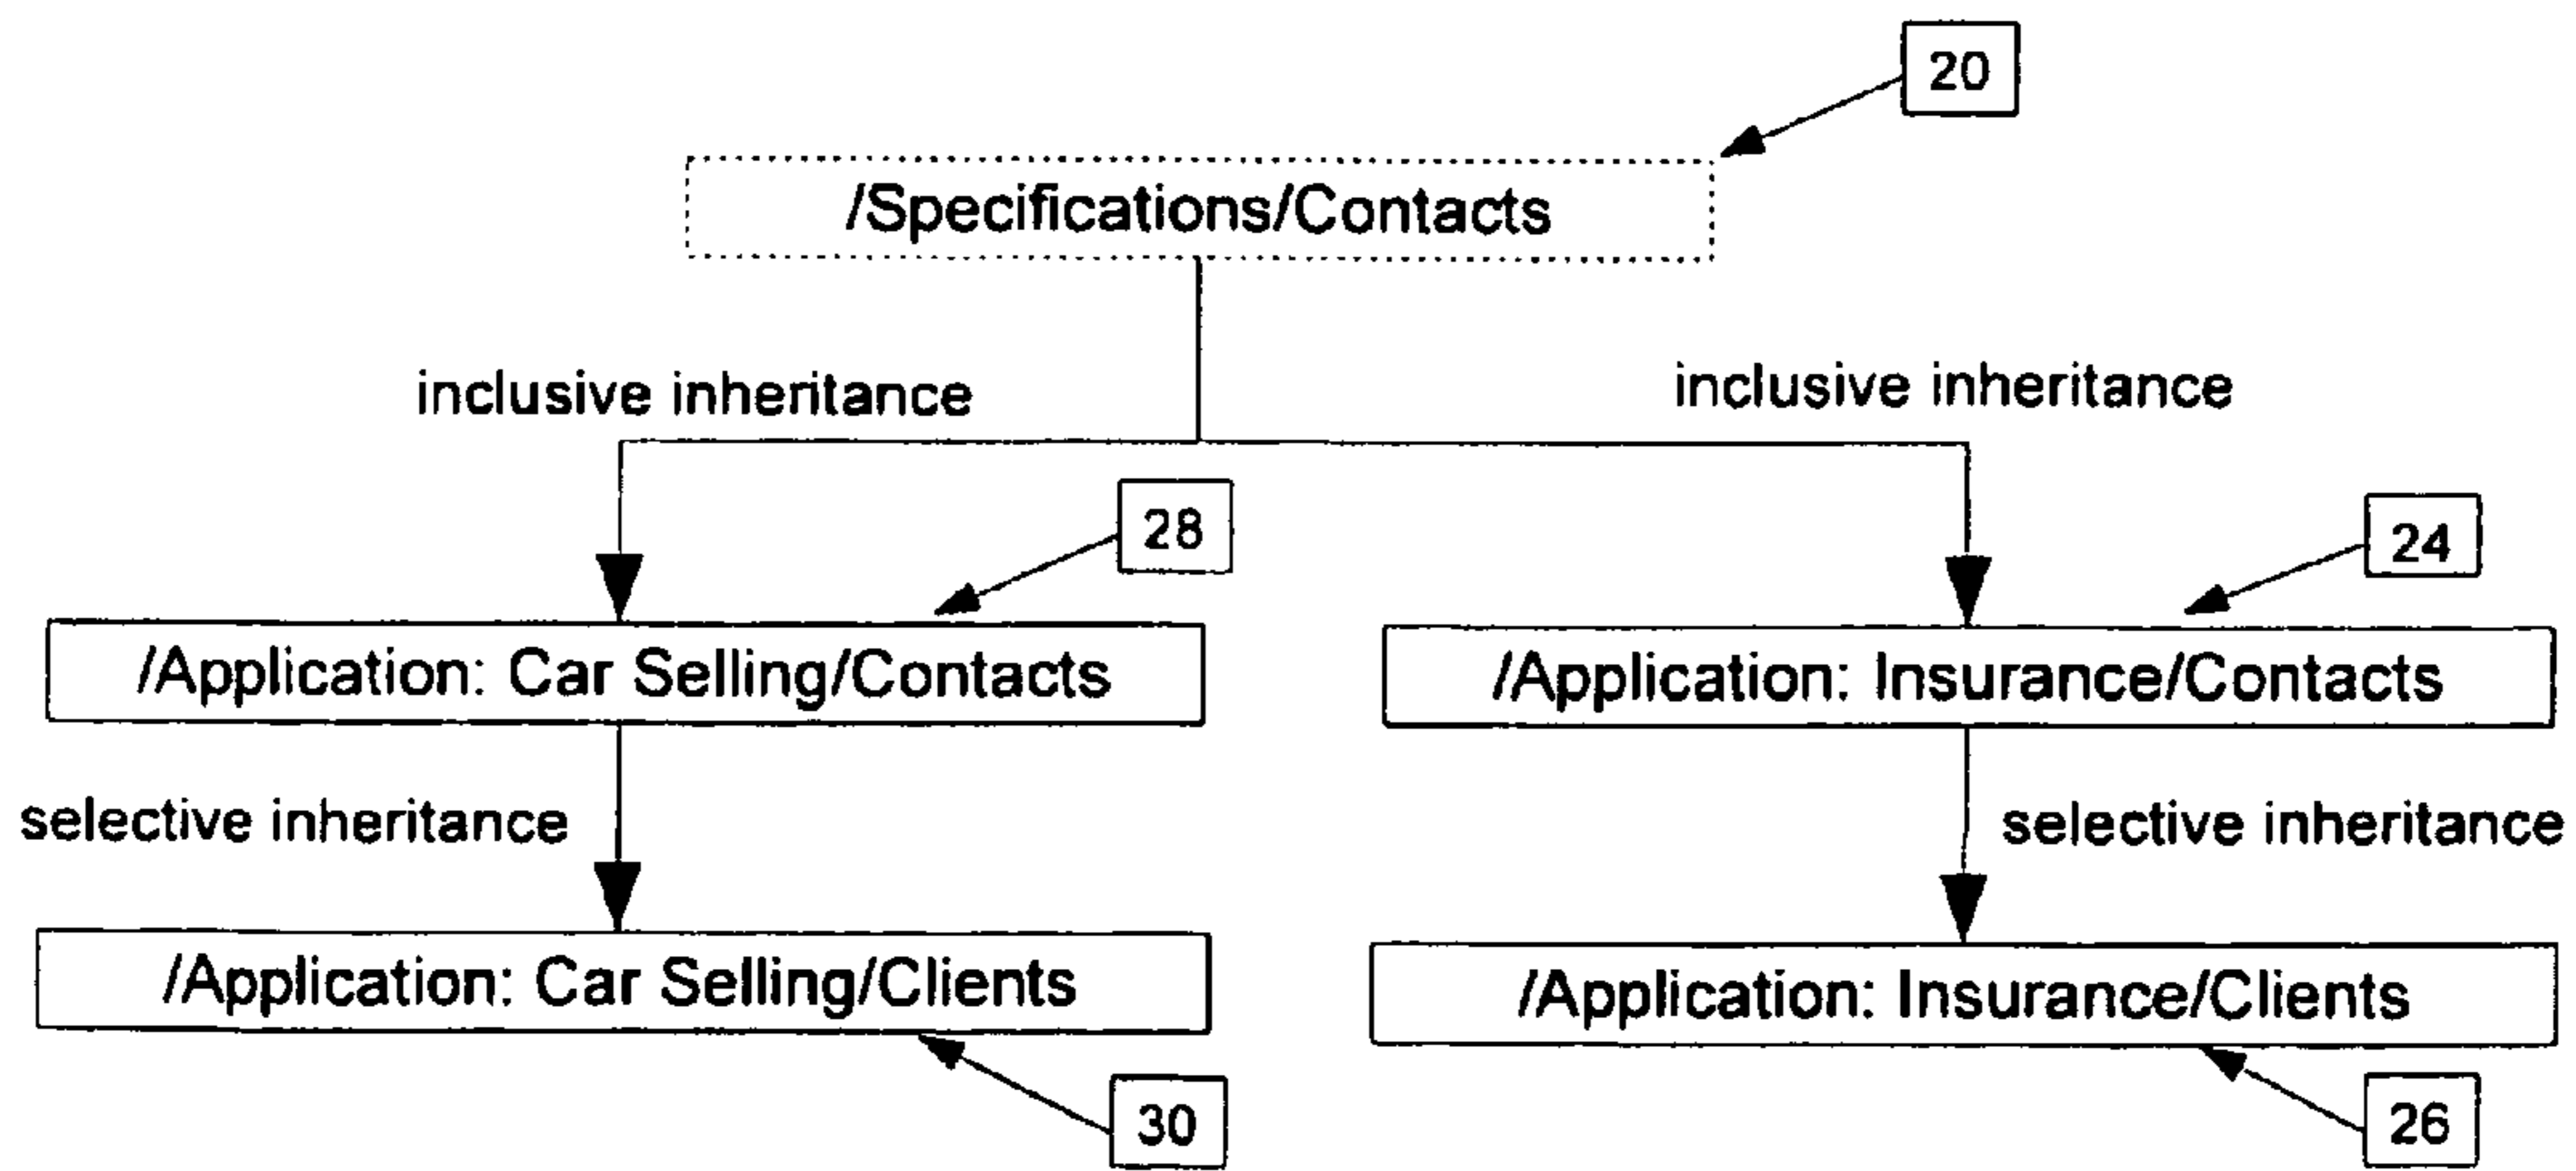 20
/Specifications/Contacts
inclusive inheritance
inclusive inheritance
28
24
/Application: Car Selling/Contacts
/Application: Insurance/Contacts
selective inheritance
selective inheritance
/Application: Car Selling/Clients
/Application: Insurance/Clients
30
26